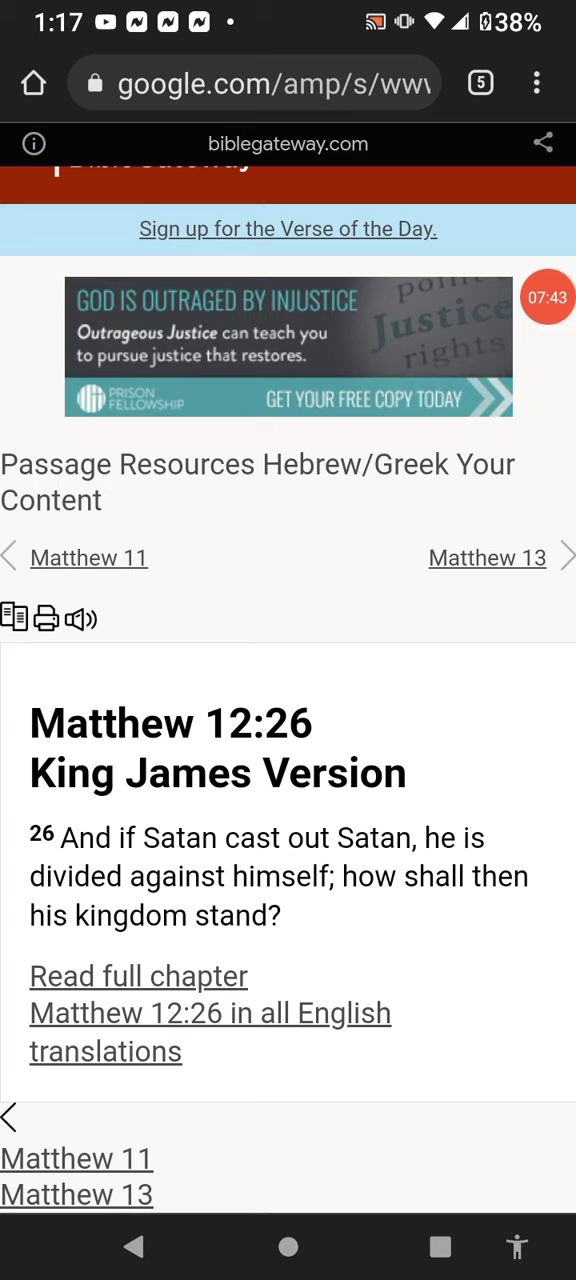 1:17
38%
google.com/amp/s/www
5
biblegateway.com
Sign up for the Verse of the Day.
GOD IS OUTRAGED BY INJUSTICE
Outrageous Justice can teach you
to pursue justice that restores.
Justice
rights
PRISON
FELLOWSHIP
GET YOUR FREE COPY TODAY
07:43
Passage Resources Hebrew/Greek Your
Content
Matthew 11
Matthew 13
Matthew 12:26
King James Version
26 And if Satan cast out Satan, he is
divided against himself; how shall then
his kingdom stand?
Read full chapter
Matthew 12:26 in all English
translations
Matthew 11
Matthew 13